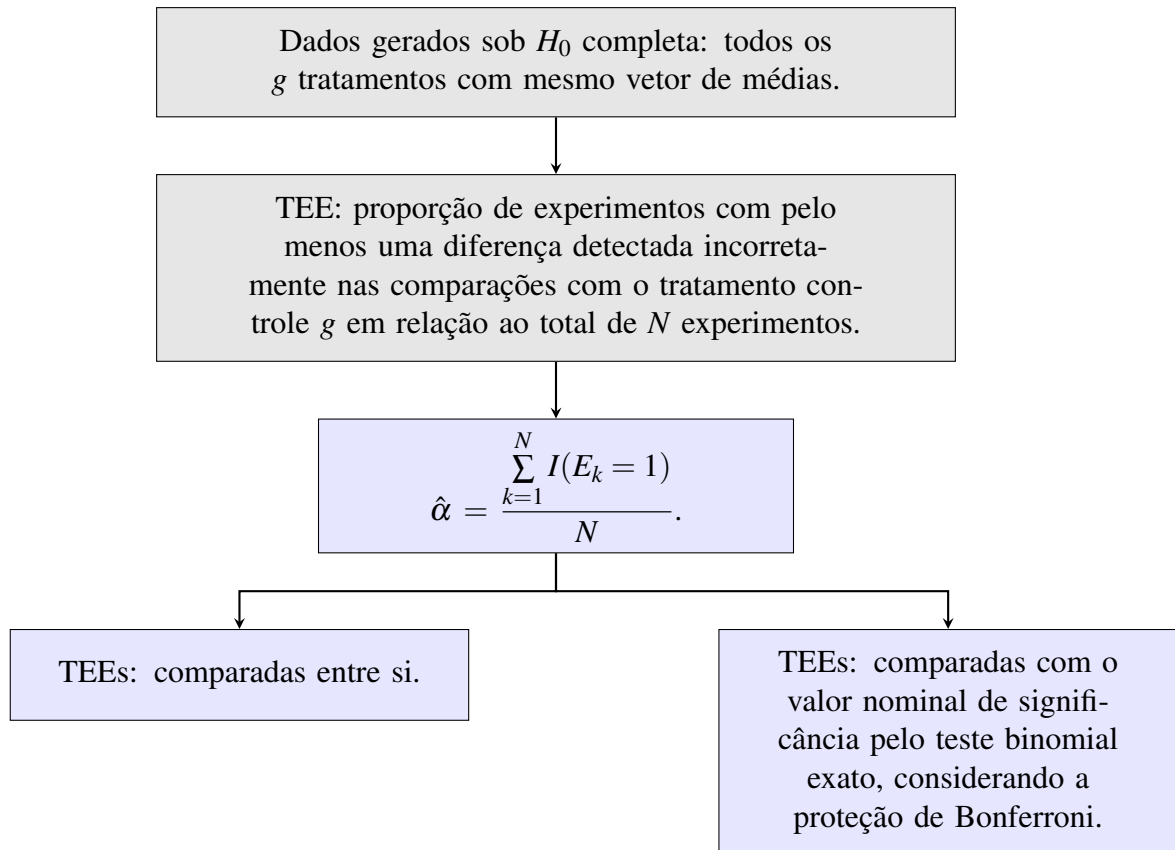 Dados gerados sob H₀ completa: todos os
g tratamentos com mesmo vetor de médias.
TEE: proporção de experimentos com pelo
menos uma diferença detectada incorreta-
mente nas comparações com o tratamento con-
trole g em relação ao total de N experimentos.
α̂ = \frac{\sum_{k=1}^{N} I(E_k = 1)}{N}.
TEEs: comparadas entre si.
TEEs: comparadas com o
valor nominal de signifi-
cância pelo teste binomial
exato, considerando a
proteção de Bonferroni.